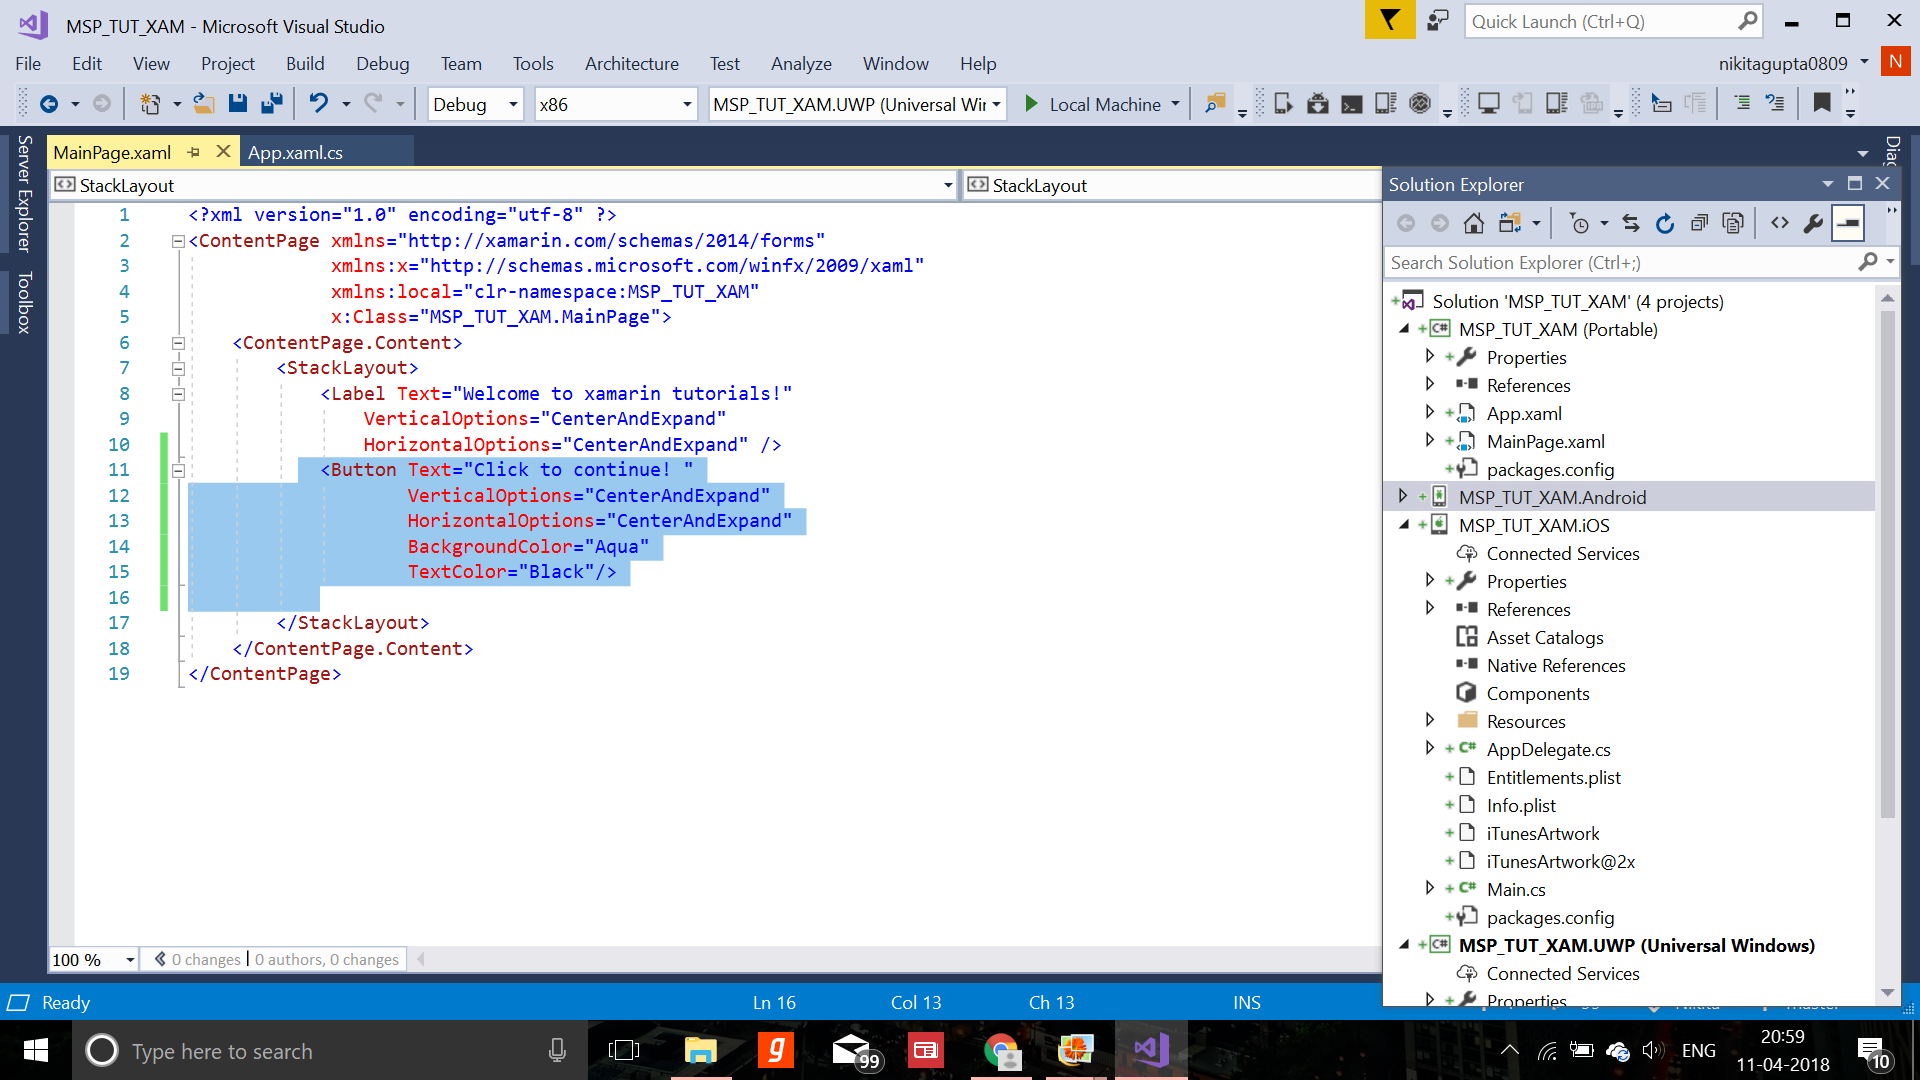 MSP_TUT_XAM - Microsoft Visual Studio
Quick Launch (Ctrl+Q)
File Edit View Project Build Debug Team Tools Architecture Test Analyze Window Help
nikitagupta0809 N
Debug x86 MSP_TUT_XAM.UWP (Universal Wir Local Machine
Server Explorer
Toolbox
MainPage.xaml App.xaml.cs
StackLayout StackLayout
1 <?xml version="1.0" encoding="utf-8" ?>
2 <ContentPage xmlns="http://xamarin.com/schemas/2014/forms"
3 xmlns:x="http://schemas.microsoft.com/winfx/2009/xaml"
4 xmlns:local="clr-namespace:MSP_TUT_XAM"
5 x:Class="MSP_TUT_XAM.MainPage">
6 <ContentPage.Content>
7 <StackLayout>
8 <Label Text="Welcome to xamarin tutorials!"
9 VerticalOptions="CenterAndExpand"
10 HorizontalOptions="CenterAndExpand" />
11 <Button Text="Click to continue! "
12 VerticalOptions="CenterAndExpand"
13 HorizontalOptions="CenterAndExpand"
14 BackgroundColor="Aqua"
15 TextColor="Black"/>
16
17 </StackLayout>
18 </ContentPage.Content>
19 </ContentPage>
100 % 0 changes | 0 authors, 0 changes
Solution Explorer
Search Solution Explorer (Ctrl+;)
Solution 'MSP_TUT_XAM' (4 projects)
C# MSP_TUT_XAM (Portable)
Properties
References
App.xaml
MainPage.xaml
packages.config
MSP_TUT_XAM.Android
MSP_TUT_XAM.iOS
Connected Services
Properties
References
Asset Catalogs
Native References
Components
Resources
C# AppDelegate.cs
Entitlements.plist
Info.plist
iTunesArtwork
iTunesArtwork@2x
C# Main.cs
packages.config
C# MSP_TUT_XAM.UWP (Universal Windows)
Connected Services
Properties
Ready Ln 16 Col 13 Ch 13 INS
Type here to search
g 99
ENG
20:59
11-04-2018
10